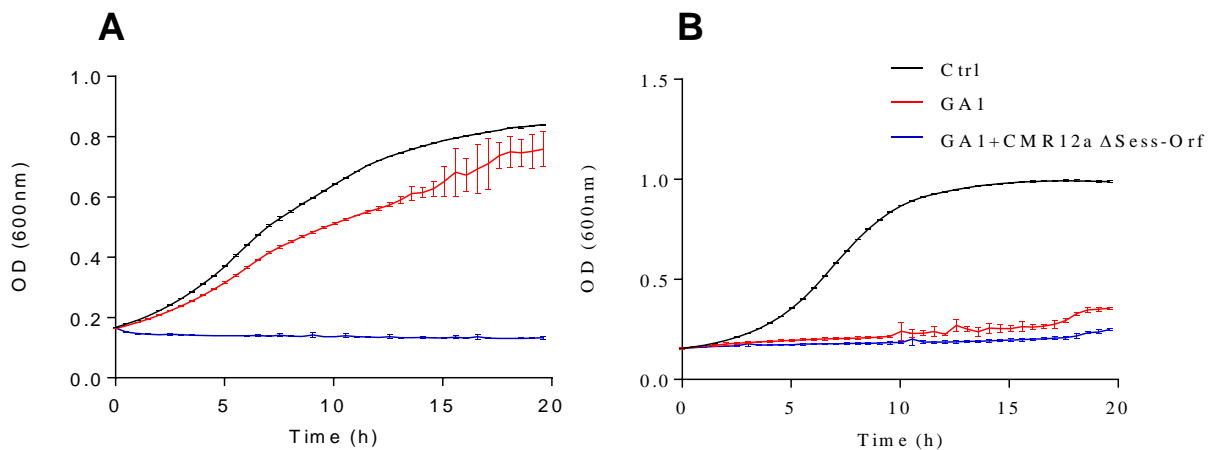 A
1.0
0.8
0.6
0.4
0.2
0.0
OD (600nm)
0 5 10 15 20
Time (h)
B
1.5
1.0
0.5
0.0
OD (600nm)
0 5 10 15 20
Time (h)
Ctrl
GA1
GA1+CMR12a ΔSess-Orf